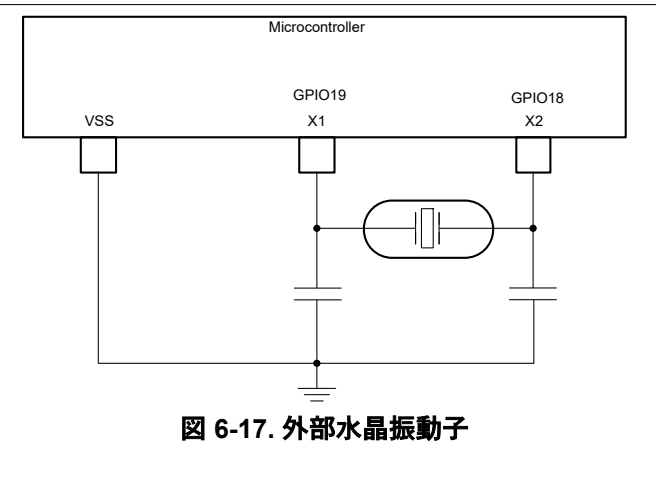 Microcontroller
GPIO19
GPIO18
VSS
X1
X2
図 6-17. 外部水晶振動子